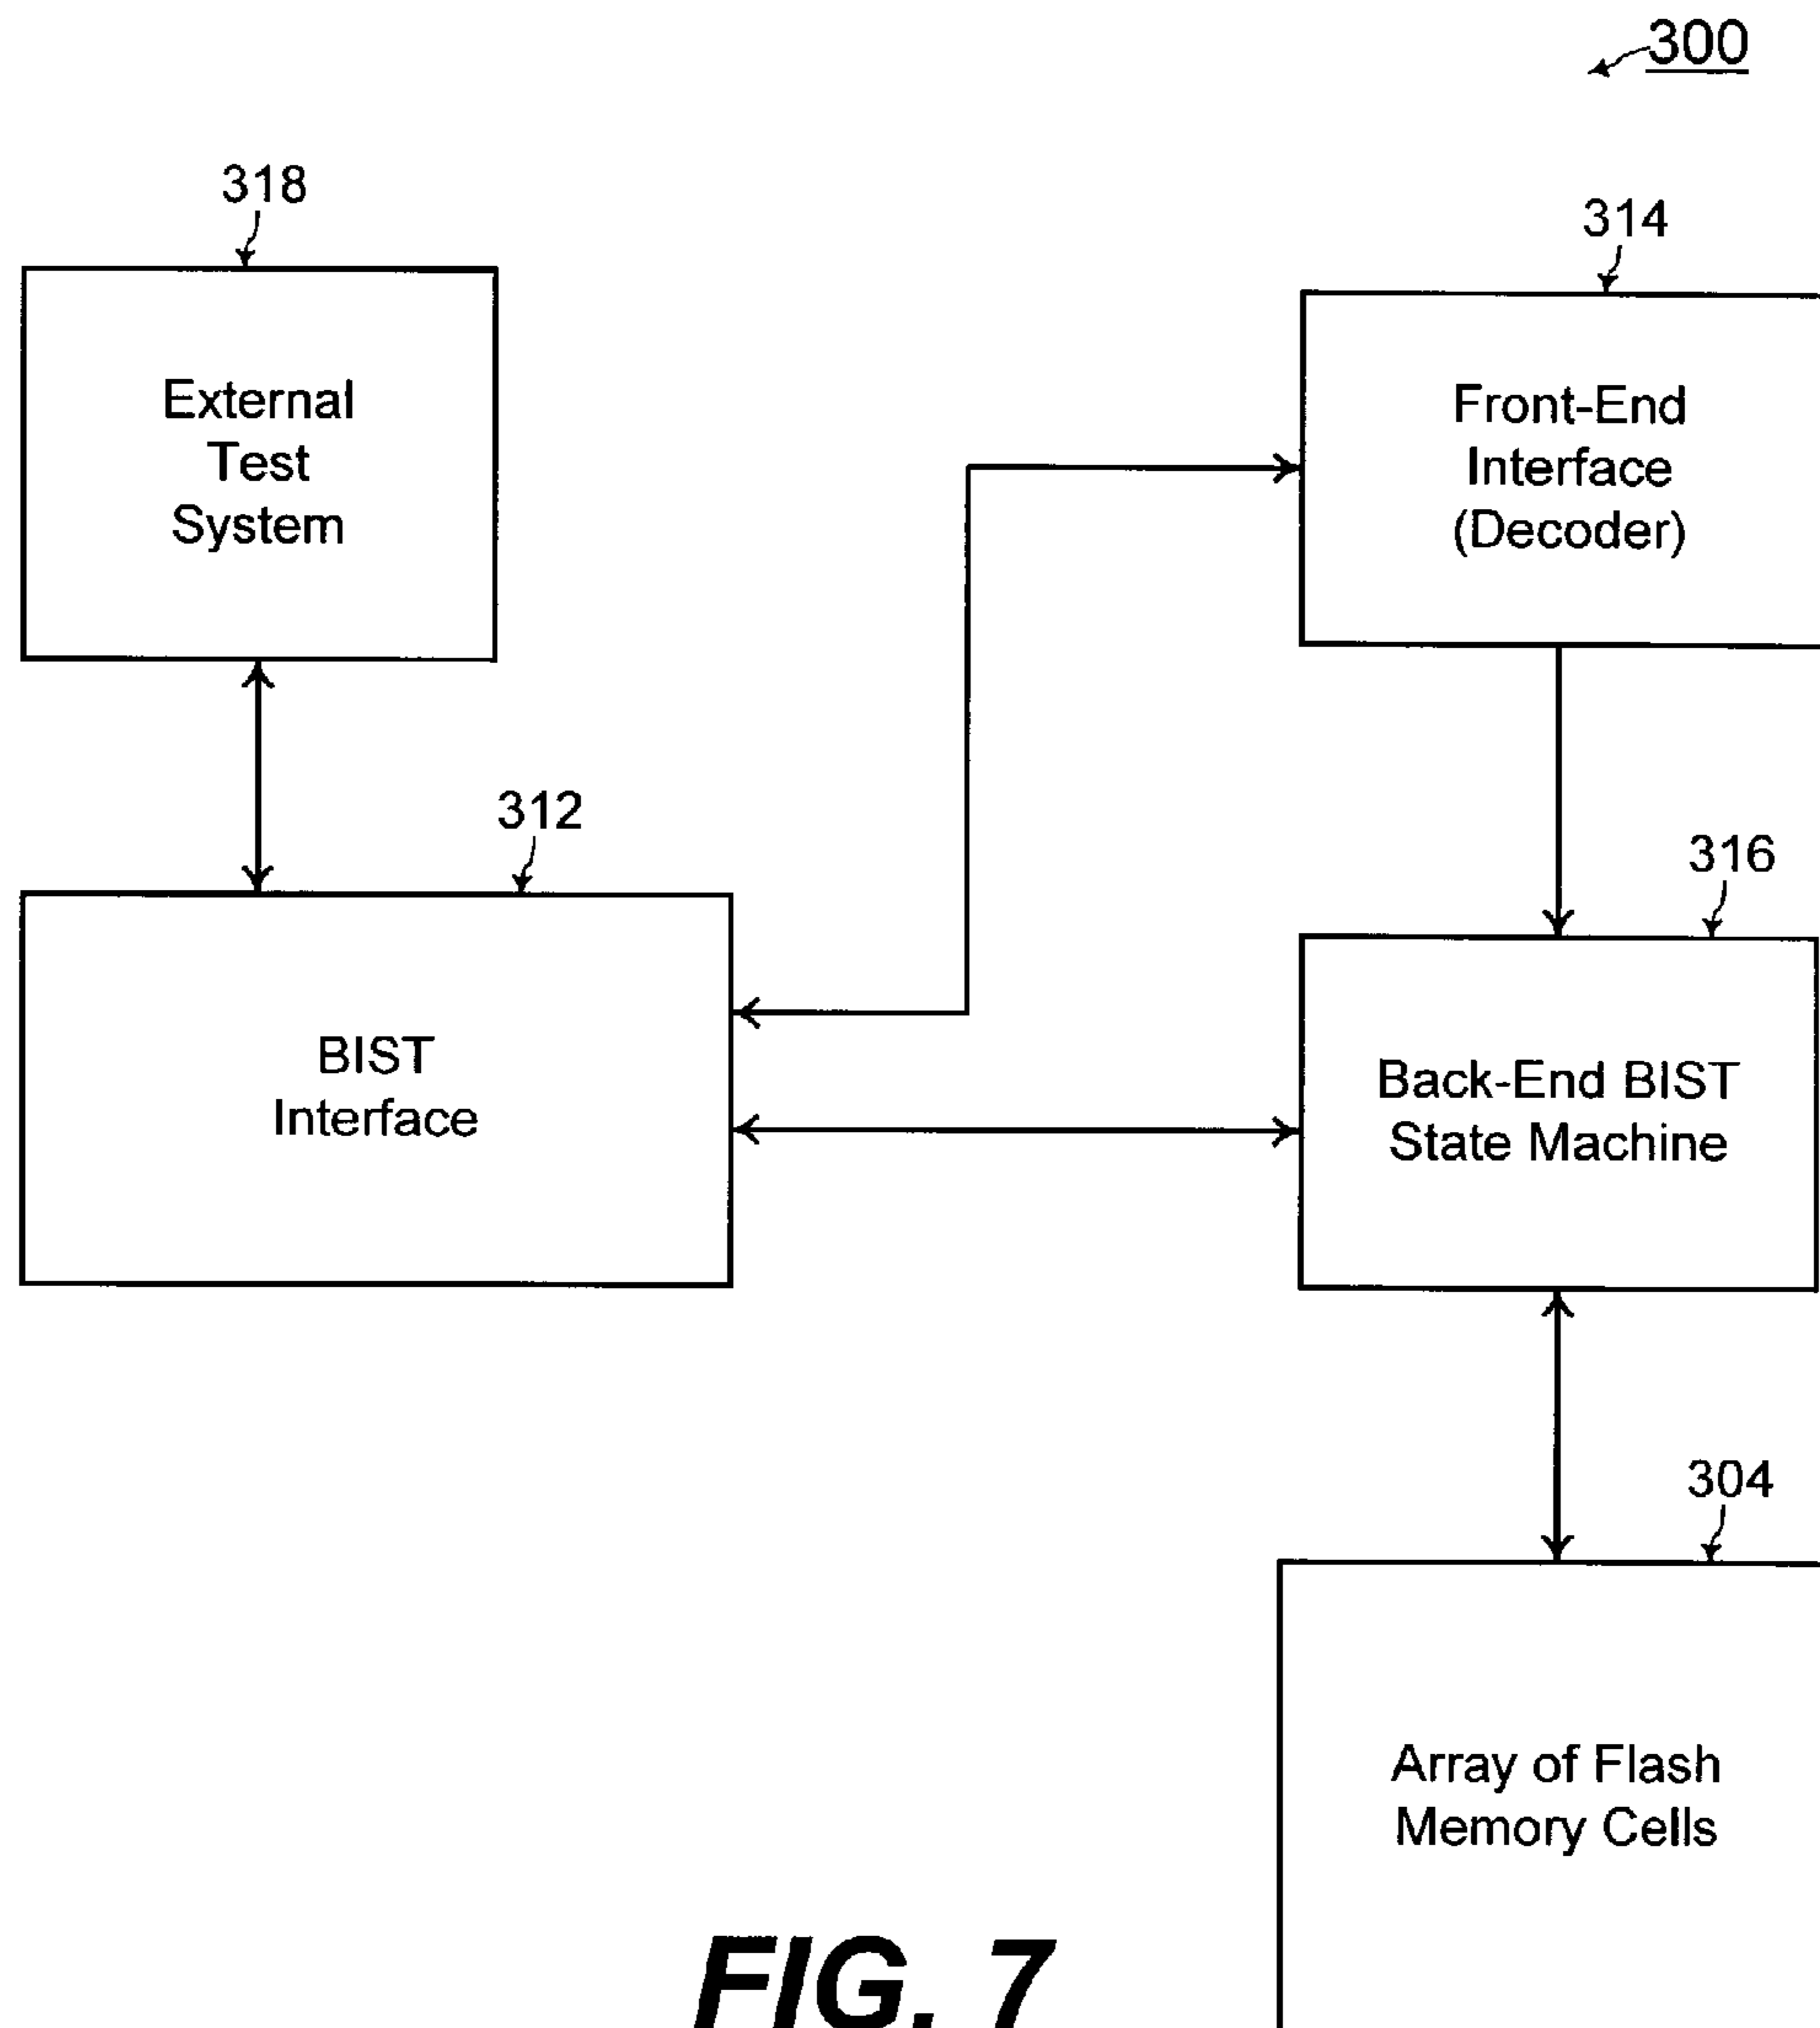 300
318
External
Test
System
314
Front-End
Interface
(Decoder)
312
BIST
Interface
316
Back-End BIST
State Machine
304
Array of Flash
Memory Cells
FIG. 7